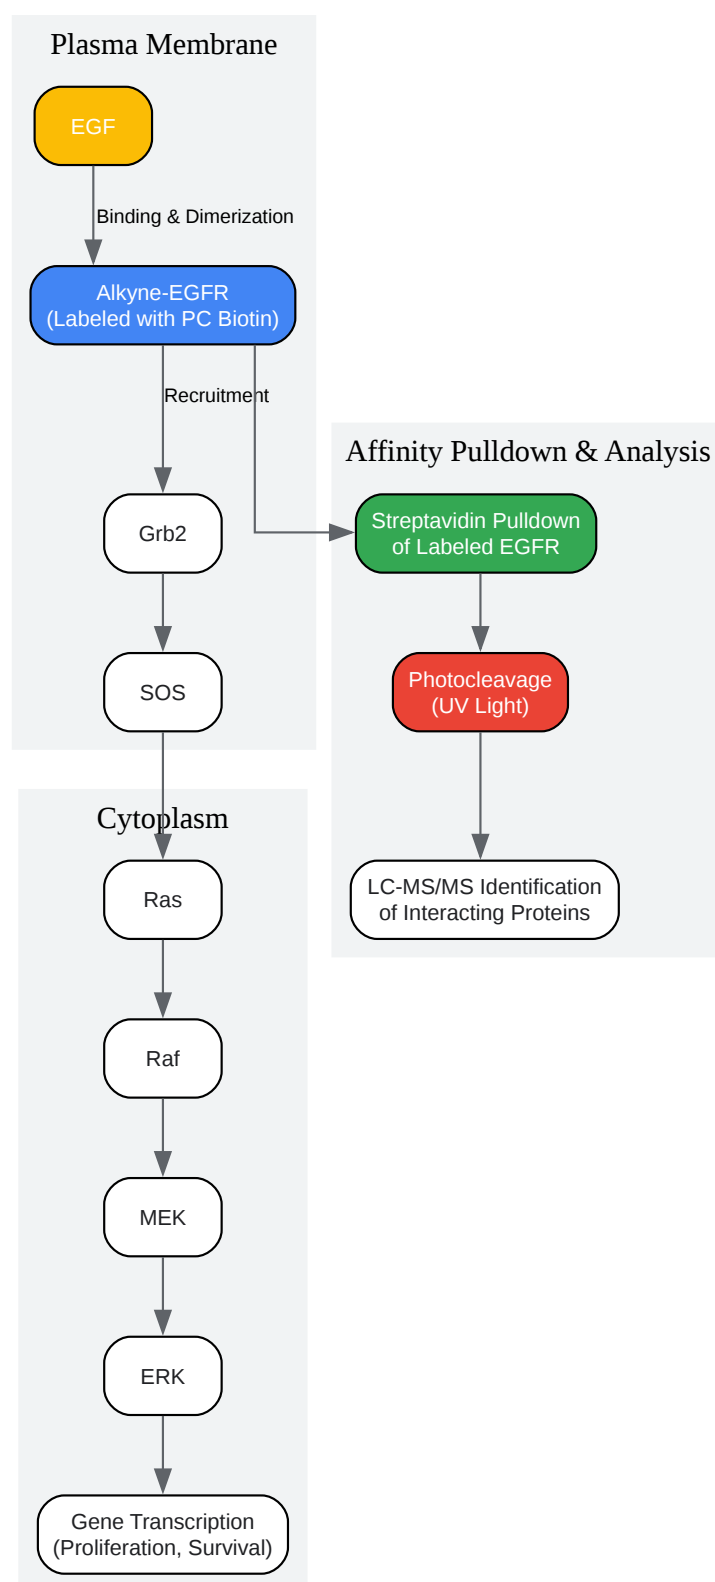 Plasma Membrane
EGF
Binding & Dimerization
Alkyne-EGFR
(Labeled with PC Biotin)
Recruitment
Grb2
SOS
Affinity Pulldown & Analysis
Streptavidin Pulldown
of Labeled EGFR
Photocleavage
(UV Light)
LC-MS/MS Identification
of Interacting Proteins
Cytoplasm
Ras
Raf
MEK
ERK
Gene Transcription
(Proliferation, Survival)